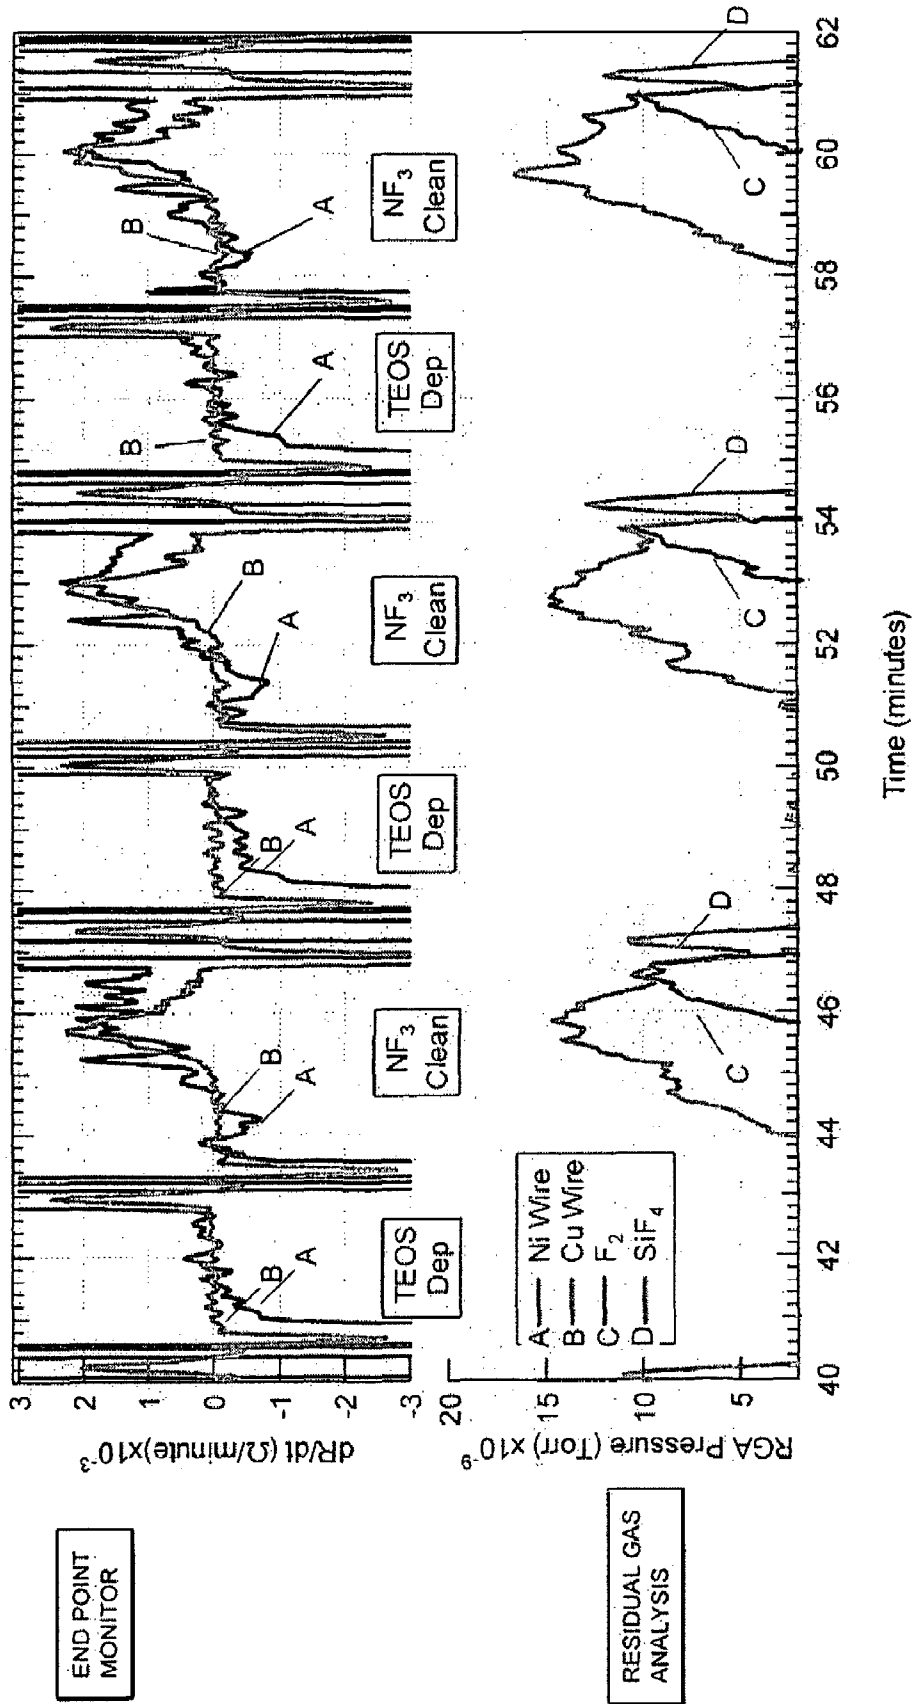 END POINT
MONITOR
dR/dt (Ω/minute)x10-3
3
2
1
0
-1
-2
-3
TEOS
Dep
NF3
Clean
TEOS
Dep
NF3
Clean
TEOS
Dep
NF3
Clean
B
A
B
A
B
A
B
A
B
A
B
A
RESIDUAL GAS
ANALYSIS
RGA Pressure (Torr) x10-9
20
15
10
5
A Ni Wire
B Cu Wire
C F2
D SiF4
C
D
C
D
C
D
40
42
44
46
48
50
52
54
56
58
60
62
Time (minutes)